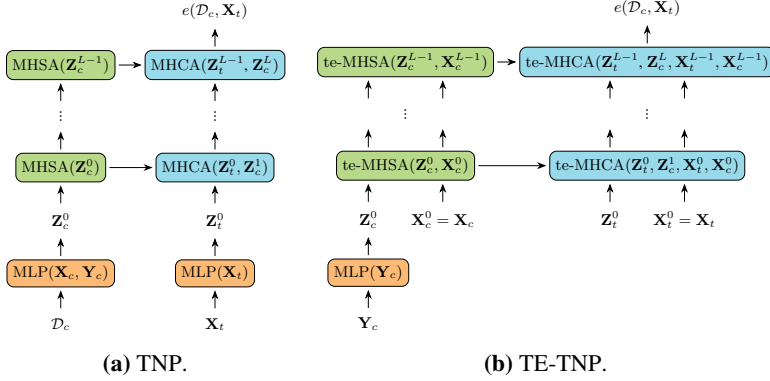 e(𝒟_c, X_t)
MHSA(Z_c^{L−1})
MHCA(Z_t^{L−1}, Z_c^L)
⋮
⋮
MHSA(Z_c^0)
MHCA(Z_t^0, Z_c^1)
Z_c^0
Z_t^0
MLP(X_c, Y_c)
MLP(X_t)
𝒟_c
X_t
(a) TNP.
e(𝒟_c, X_t)
te-MHSA(Z_c^{L−1}, X_c^{L−1})
te-MHCA(Z_t^{L−1}, Z_c^L, X_t^{L−1}, X_c^{L−1})
⋮
⋮
te-MHSA(Z_c^0, X_c^0)
te-MHCA(Z_t^0, Z_c^1, X_t^0, X_c^0)
Z_c^0
X_c^0 = X_c
Z_t^0
X_t^0 = X_t
MLP(Y_c)
Y_c
(b) TE-TNP.